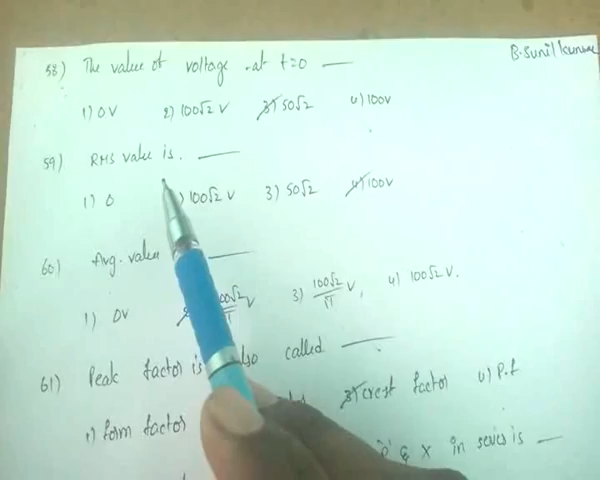 B. Sunil kumar
58) The value of voltage at t=0 —
1) 0V 2) 100√2 V 3) 50√2 V 4) 100V
59) RMS value is. —
1) 0 ) 100√2 V 3) 50√2 4) 100V
60) Avg. value —
1) 0V 00√2/π V 3) 100√2/√π V, 4) 100√2 V.
61) Peak factor is also called —
1) form factor 3) crest factor 4) P.f
& X in series is —